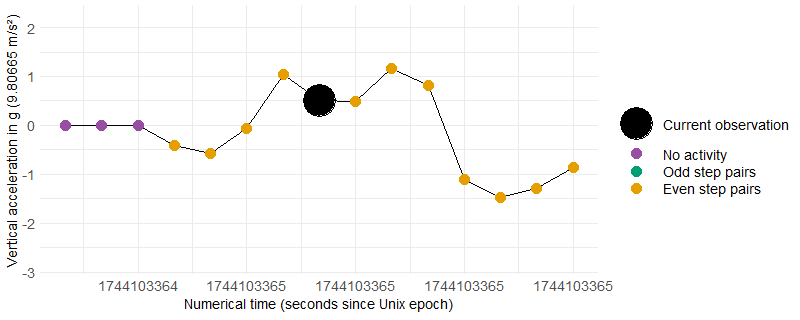 Vertical acceleration in g (9.80665 m/s²)
2
1
0
-1
-2
-3
1744103364 1744103365 1744103365 1744103365 1744103365
Numerical time (seconds since Unix epoch)
Current observation
No activity
Odd step pairs
Even step pairs